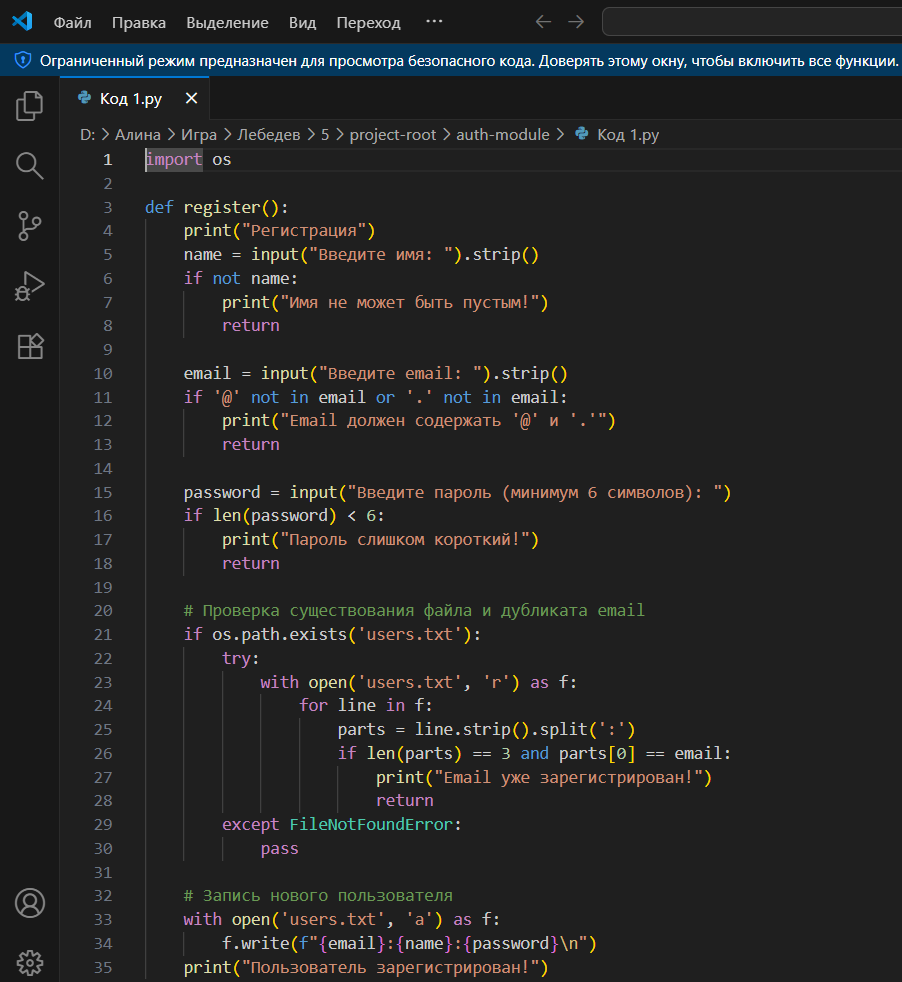 Файл Правка Выделение Вид Переход ...
Ограниченный режим предназначен для просмотра безопасного кода. Доверять этому окну, чтобы включить все функции.
Код 1.py
D: > Алина > Игра > Лебедев > 5 > project-root > auth-module > Код 1.py
1 import os
2
3 def register():
4     print("Регистрация")
5     name = input("Введите имя: ").strip()
6     if not name:
7         print("Имя не может быть пустым!")
8         return
9
10     email = input("Введите email: ").strip()
11     if '@' not in email or '.' not in email:
12         print("Email должен содержать '@' и '.'")
13         return
14
15     password = input("Введите пароль (минимум 6 символов): ")
16     if len(password) < 6:
17         print("Пароль слишком короткий!")
18         return
19
20     # Проверка существования файла и дубликата email
21     if os.path.exists('users.txt'):
22         try:
23             with open('users.txt', 'r') as f:
24                 for line in f:
25                     parts = line.strip().split(':')
26                     if len(parts) == 3 and parts[0] == email:
27                         print("Email уже зарегистрирован!")
28                         return
29         except FileNotFoundError:
30             pass
31
32     # Запись нового пользователя
33     with open('users.txt', 'a') as f:
34         f.write(f"{email}:{name}:{password}\n")
35     print("Пользователь зарегистрирован!")